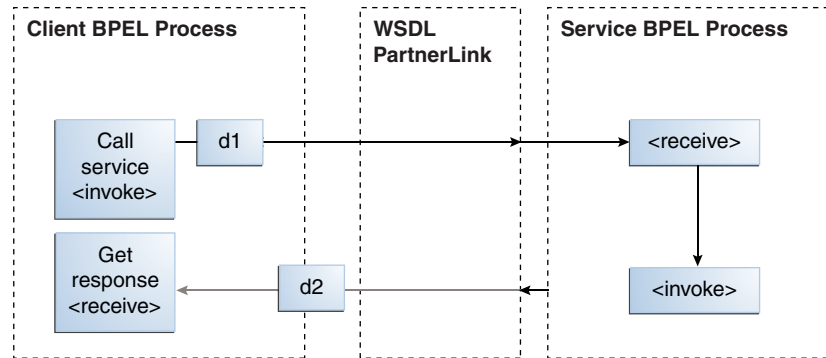 Client BPEL Process
WSDL
PartnerLink
Service BPEL Process
Call
service
<invoke>
d1
<receive>
Get
response
<receive>
d2
<invoke>